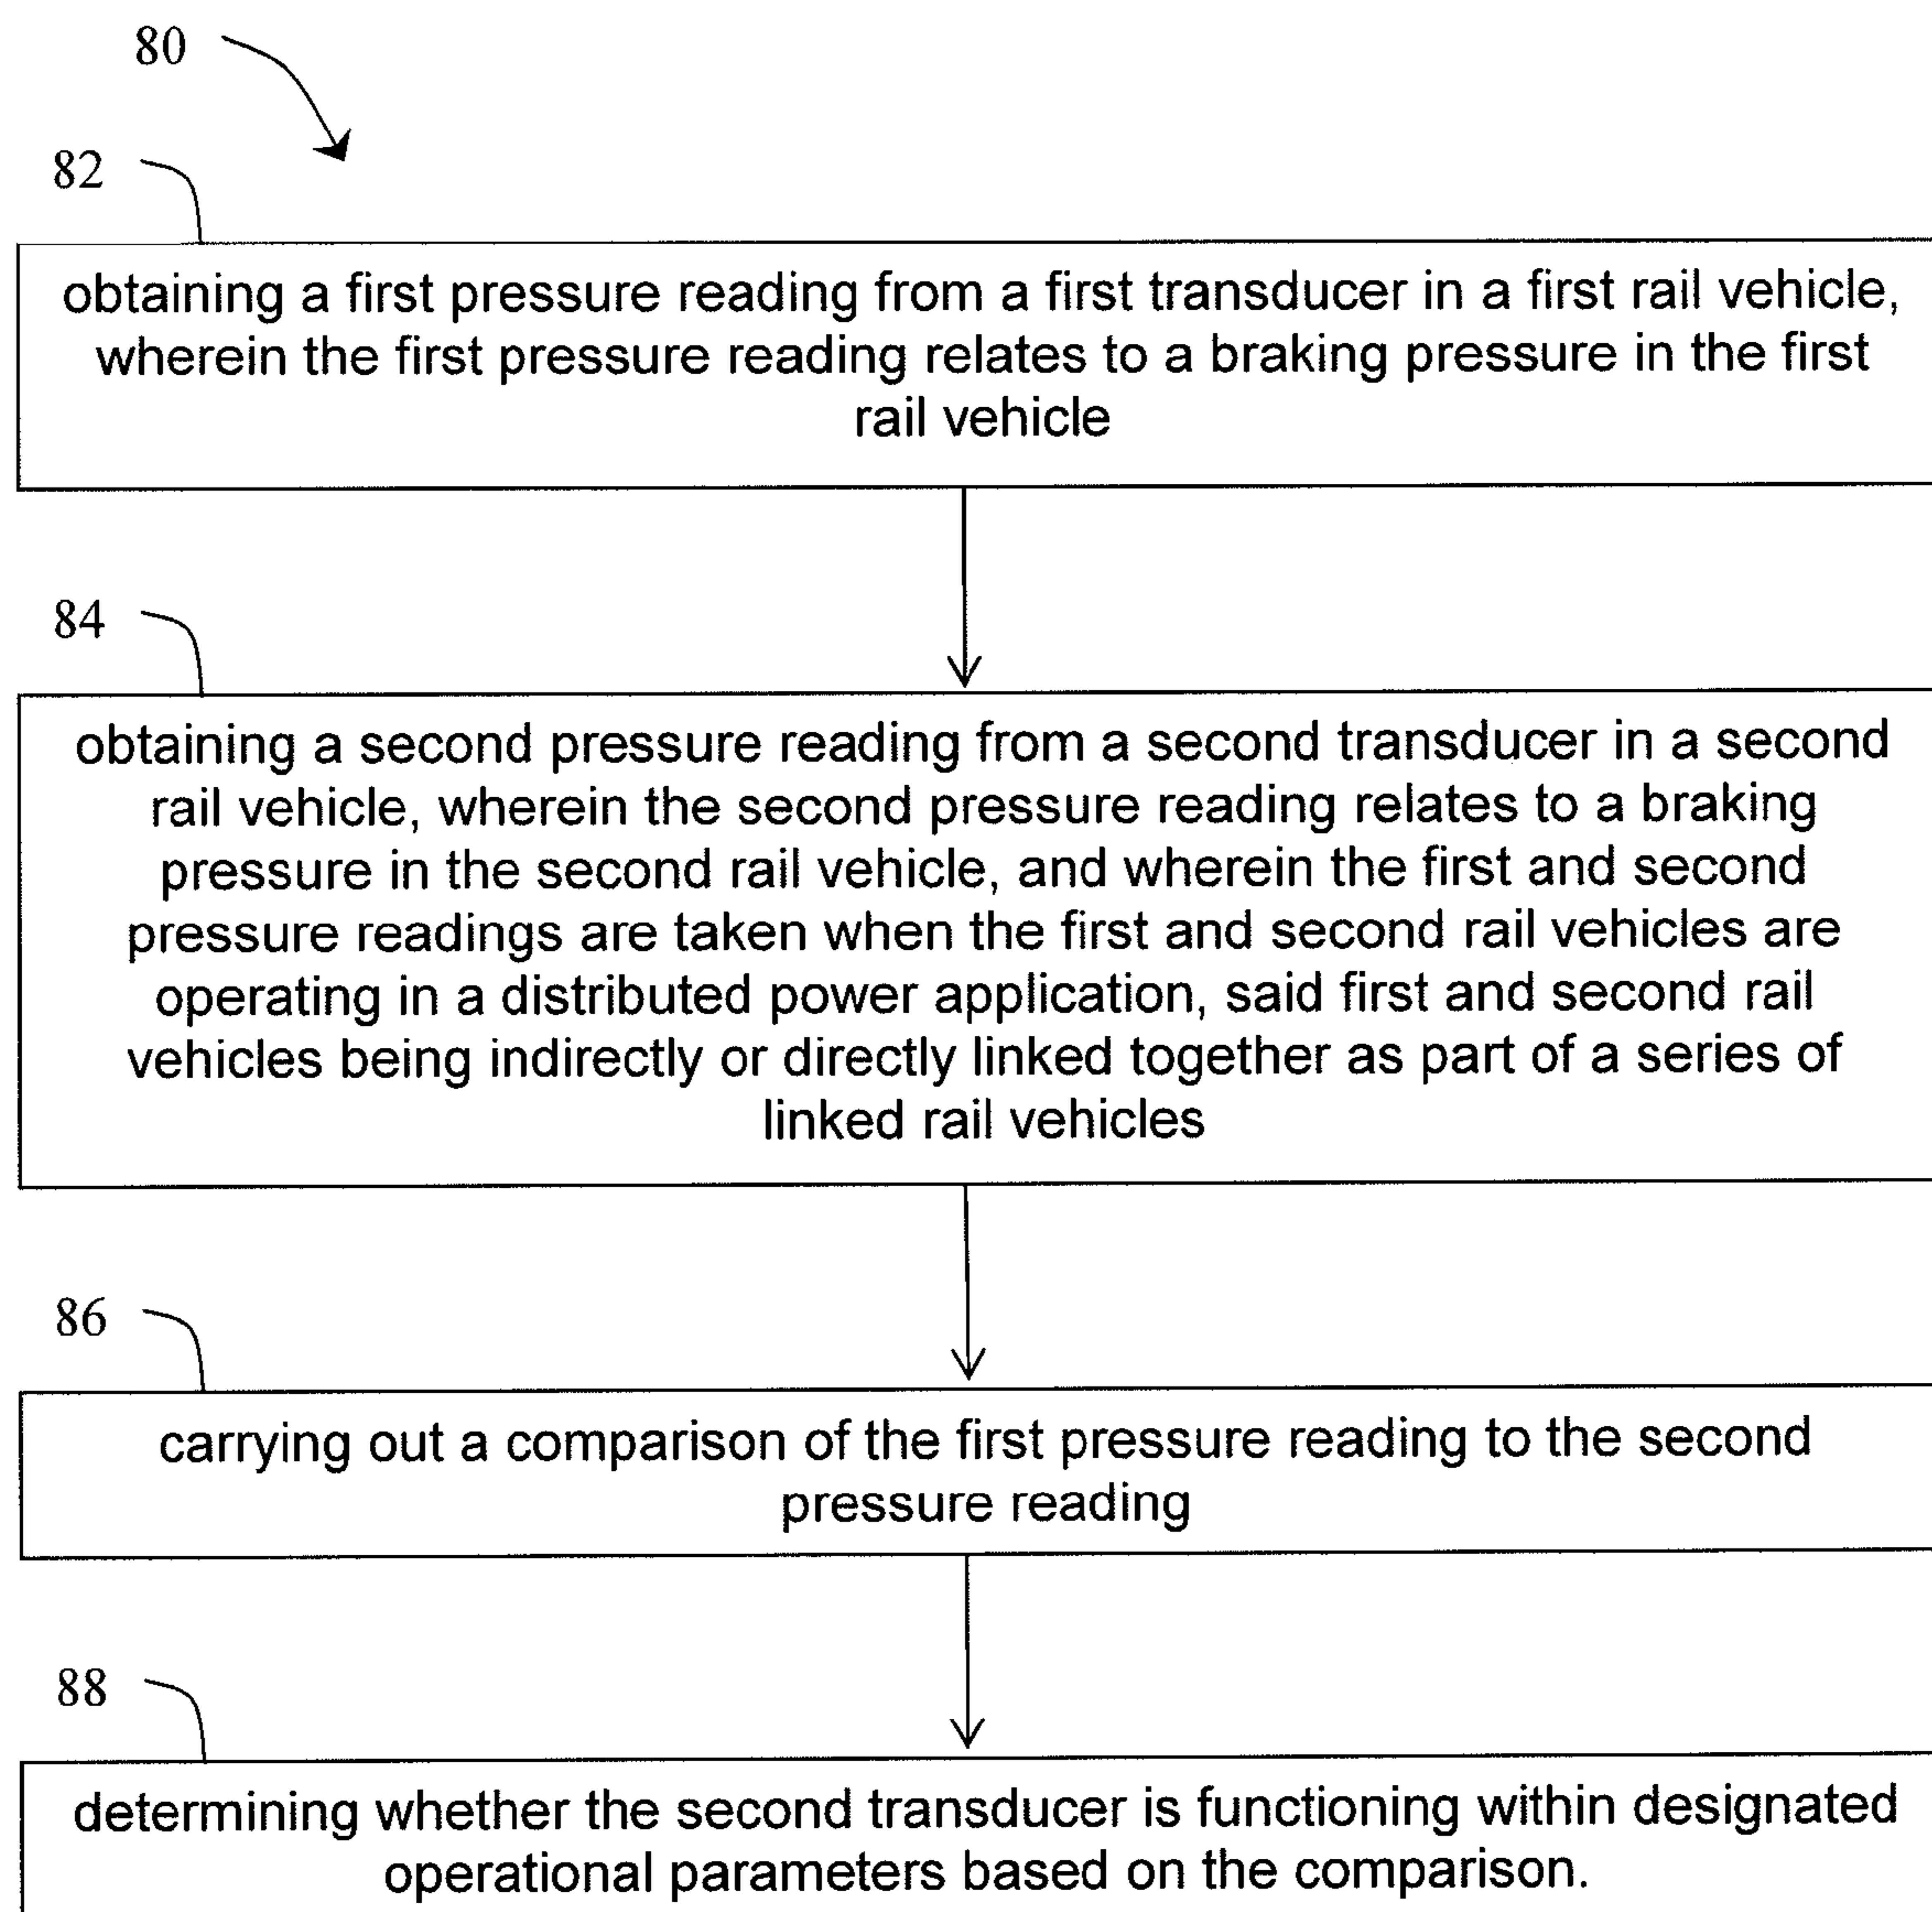 80
82
obtaining a first pressure reading from a first transducer in a first rail vehicle,
wherein the first pressure reading relates to a braking pressure in the first
rail vehicle
84
obtaining a second pressure reading from a second transducer in a second
rail vehicle, wherein the second pressure reading relates to a braking
pressure in the second rail vehicle, and wherein the first and second
pressure readings are taken when the first and second rail vehicles are
operating in a distributed power application, said first and second rail
vehicles being indirectly or directly linked together as part of a series of
linked rail vehicles
86
carrying out a comparison of the first pressure reading to the second
pressure reading
88
determining whether the second transducer is functioning within designated
operational parameters based on the comparison.